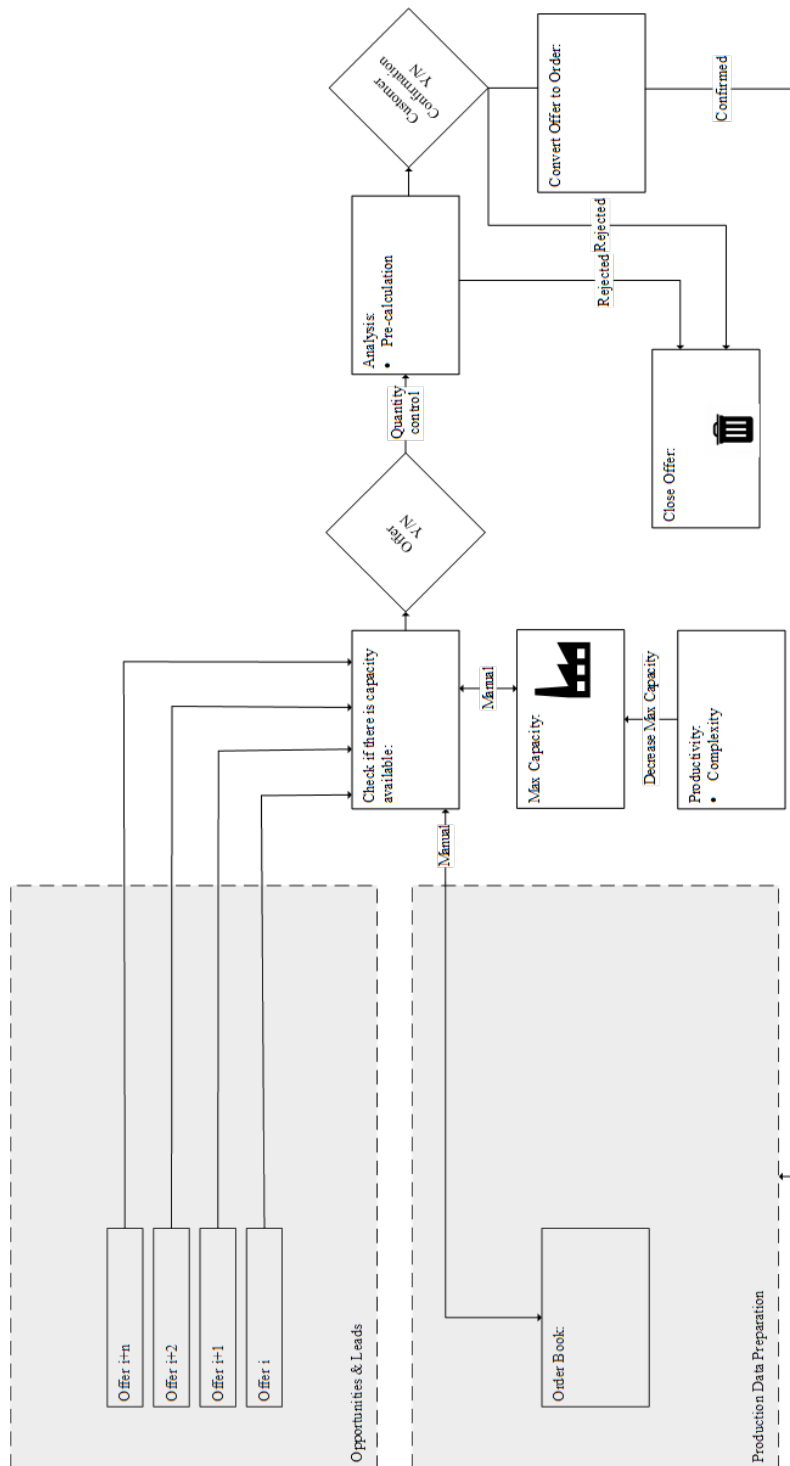 Offer i+n
Offer i+2
Offer i+1
Offer i
Opportunities & Leads
Check if there is capacity
available:
Offer
Y/N
Quantity
control
Analysis:
• Pre-calculation
Customer
Confirmation
Y/N
Manual
Manual
Max Capacity:
Decrease Max Capacity
Productivity:
• Complexity
Rejected
Rejected
Close Offer:
Convert Offer to Order:
Confirmed
Order Book:
Production Data Preparation